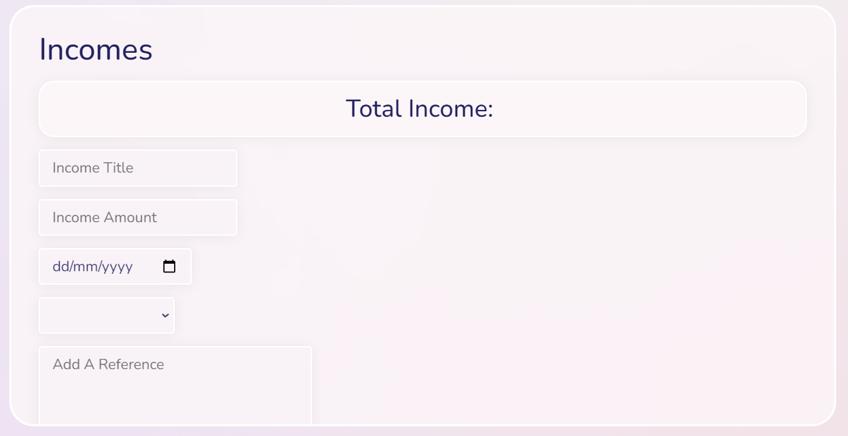 Incomes
Total Income:
Income Title
Income Amount
dd/mm/yyyy
Add A Reference